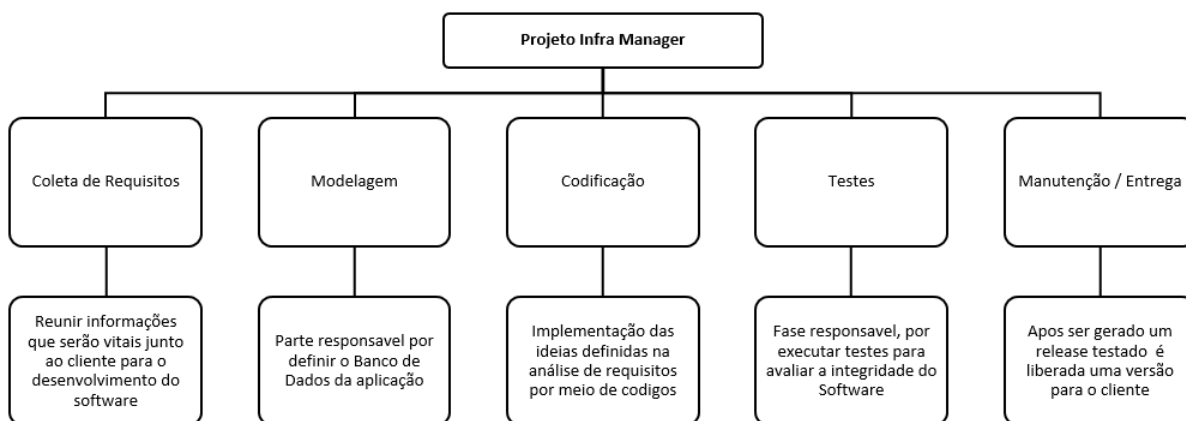 Projeto Infra Manager
Coleta de Requisitos
Modelagem
Codificação
Testes
Manutenção / Entrega
Reunir informações
que serão vitais junto
ao cliente para o
desenvolvimento do
software
Parte responsavel por
definir o Banco de
Dados da aplicação
Implementação das
ideias definidas na
análise de requisitos
por meio de codigos
Fase responsavel, por
executar testes para
avaliar a integridade do
Software
Apos ser gerado um
release testado é
liberada uma versão
para o cliente